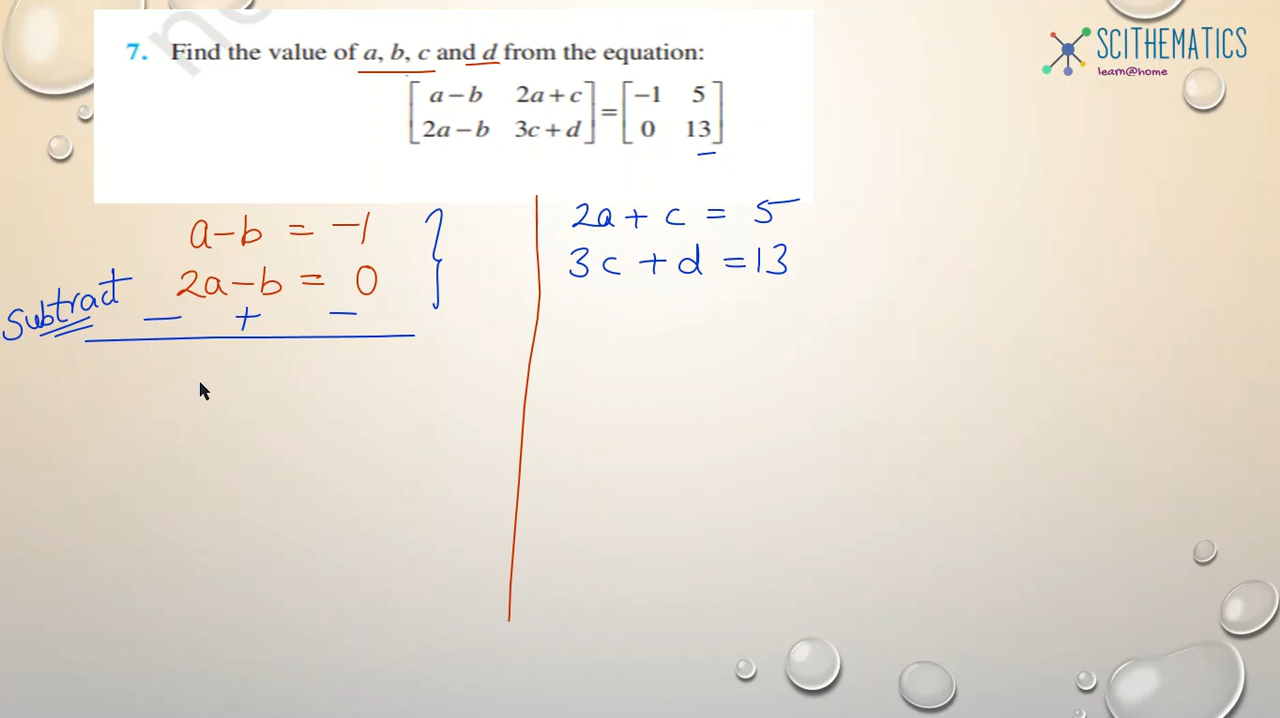 7. Find the value of a, b, c and d from the equation:
[a – b 2a + c] = [–1 5]
[2a – b 3c + d] [0 13]
SCITHEMATICS
learn@home
a-b = -1
2a-b = 0
Subtract - + -
2a + c = 5
3c + d = 13